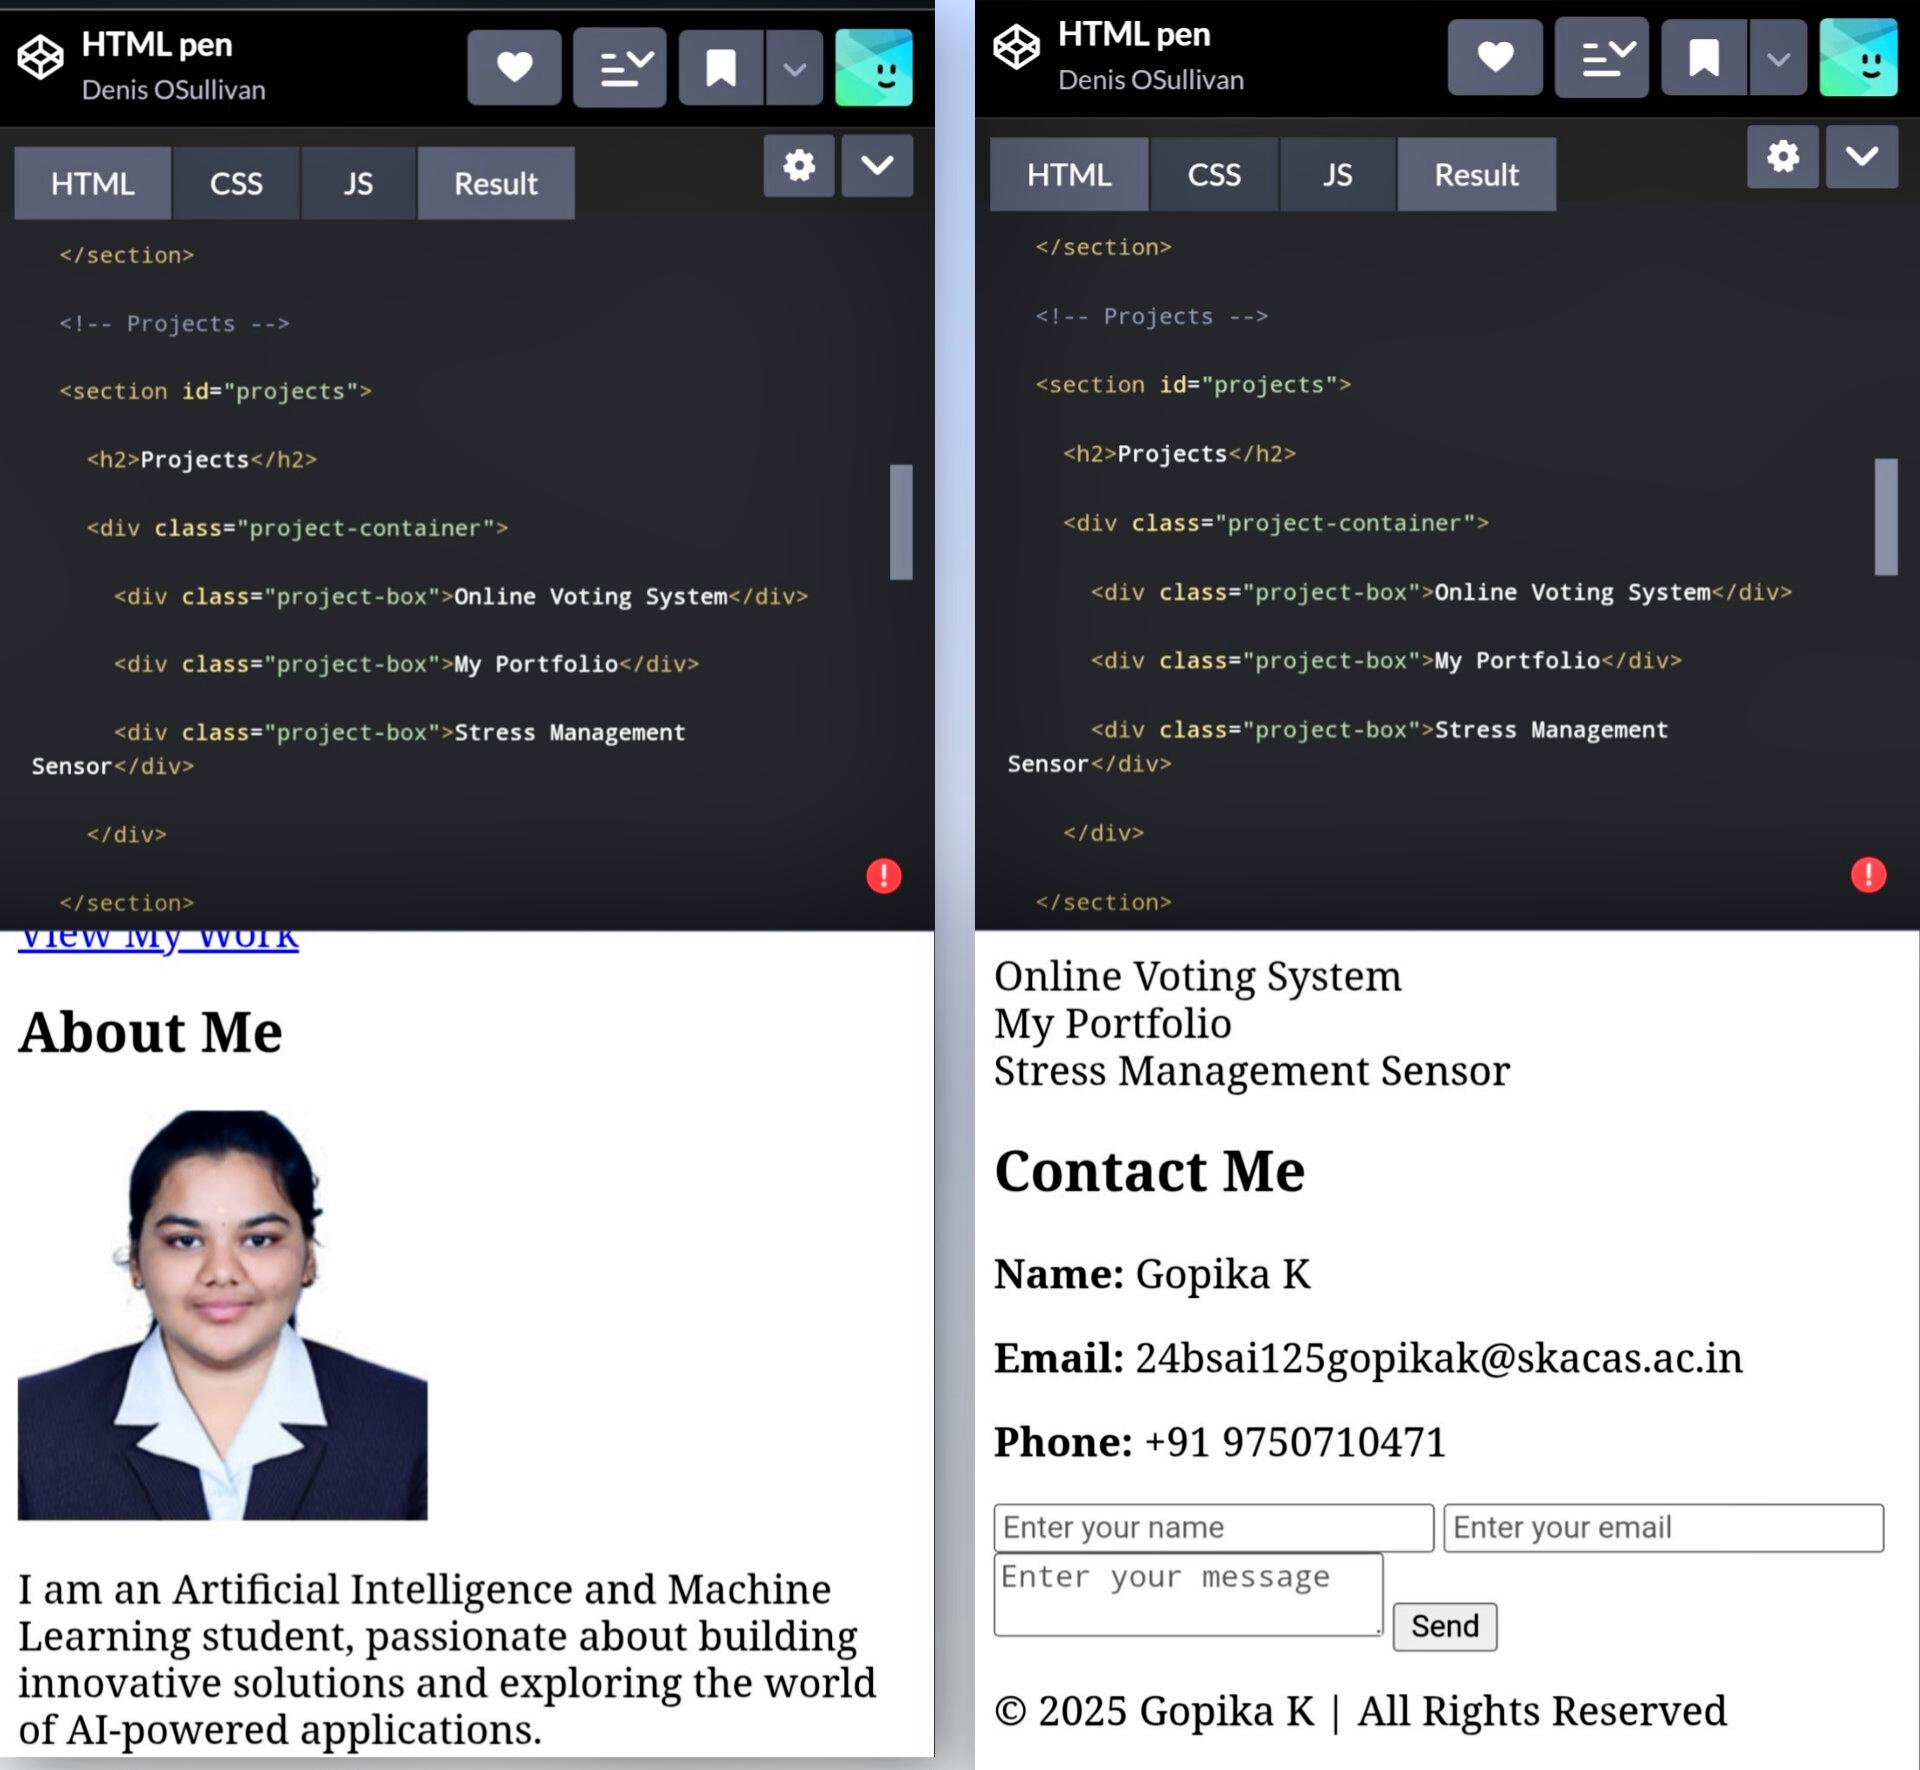 HTML pen
Denis OSullivan
HTML CSS JS Result
</section>
<!-- Projects -->
<section id="projects">
<h2>Projects</h2>
<div class="project-container">
<div class="project-box">Online Voting System</div>
<div class="project-box">My Portfolio</div>
<div class="project-box">Stress Management
Sensor</div>
</div>
</section>
View My Work
About Me
I am an Artificial Intelligence and Machine
Learning student, passionate about building
innovative solutions and exploring the world
of AI-powered applications.
HTML pen
Denis OSullivan
HTML CSS JS Result
</section>
<!-- Projects -->
<section id="projects">
<h2>Projects</h2>
<div class="project-container">
<div class="project-box">Online Voting System</div>
<div class="project-box">My Portfolio</div>
<div class="project-box">Stress Management
Sensor</div>
</div>
</section>
Online Voting System
My Portfolio
Stress Management Sensor
Contact Me
Name: Gopika K
Email: 24bsai125gopikak@skacas.ac.in
Phone: +91 9750710471
Enter your name Enter your email
Enter your message
Send
© 2025 Gopika K | All Rights Reserved